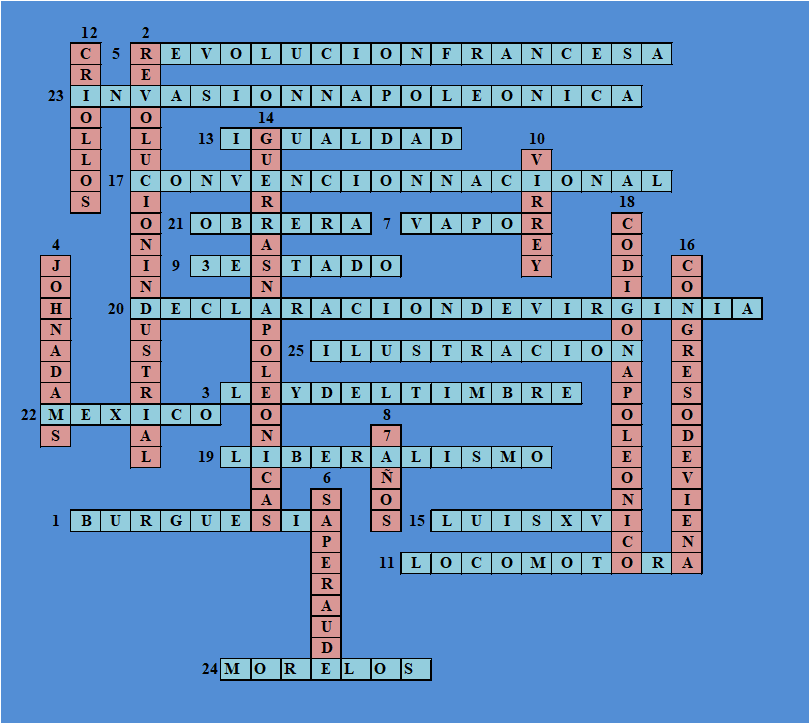 12 CRIOLLOS
2 REVOLUCIONINDUSTRIAL
5 REVOLUCIONFRANCESA
23 INVASIONNAPOLEONICA
14 GUERRASNAPOLEONICAS
13 IGUALDAD
10 VIRREY
17 CONVENCIONNACIONAL
18 CODIGONAPOLEONICO
21 OBRERA
7 VAPOR
4 JOHNADAMS
16 CONGRESODEVIENA
9 3ESTADO
20 DECLARACIONDEVIRGINIA
25 ILUSTRACION
3 LEYDELTIMBRE
22 MEXICO
8 7AÑOS
19 LIBERALISMO
6 SAPERAUDE
1 BURGUESIA
15 LUISXVI
11 LOCOMOTORA
24 MORELOS